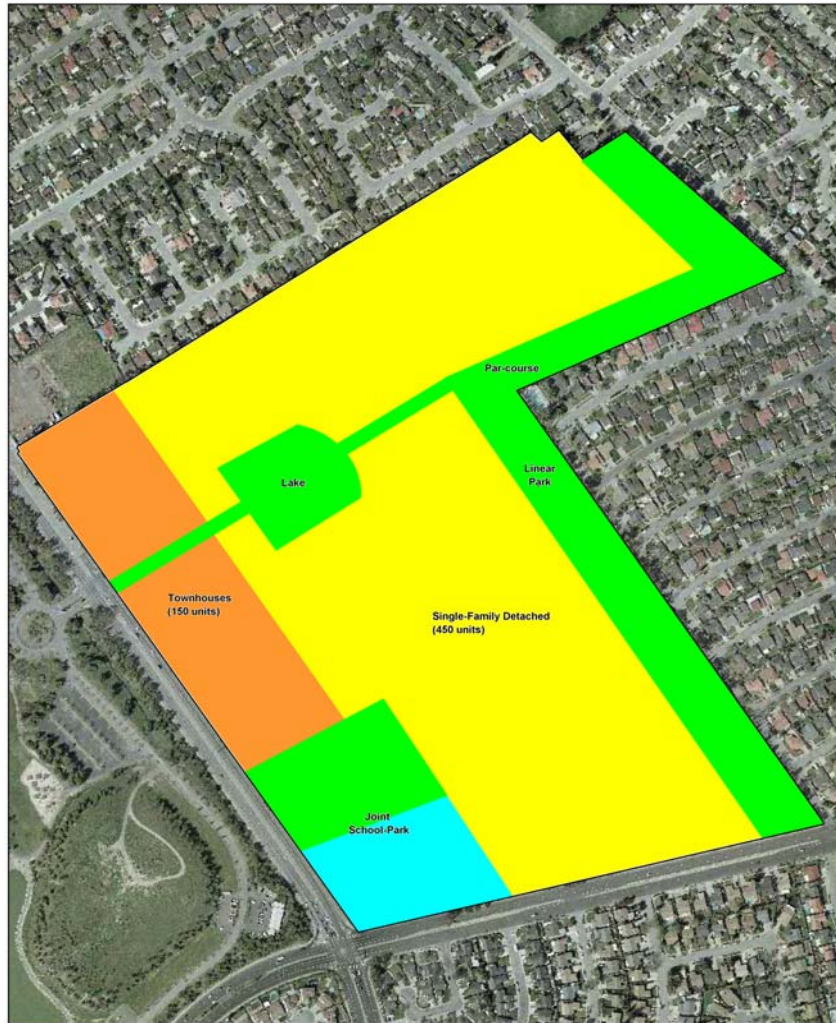 Par-course
Linear
Park
Lake
Townhouses
(150 units)
Single-Family Detached
(450 units)
Joint
School-Park